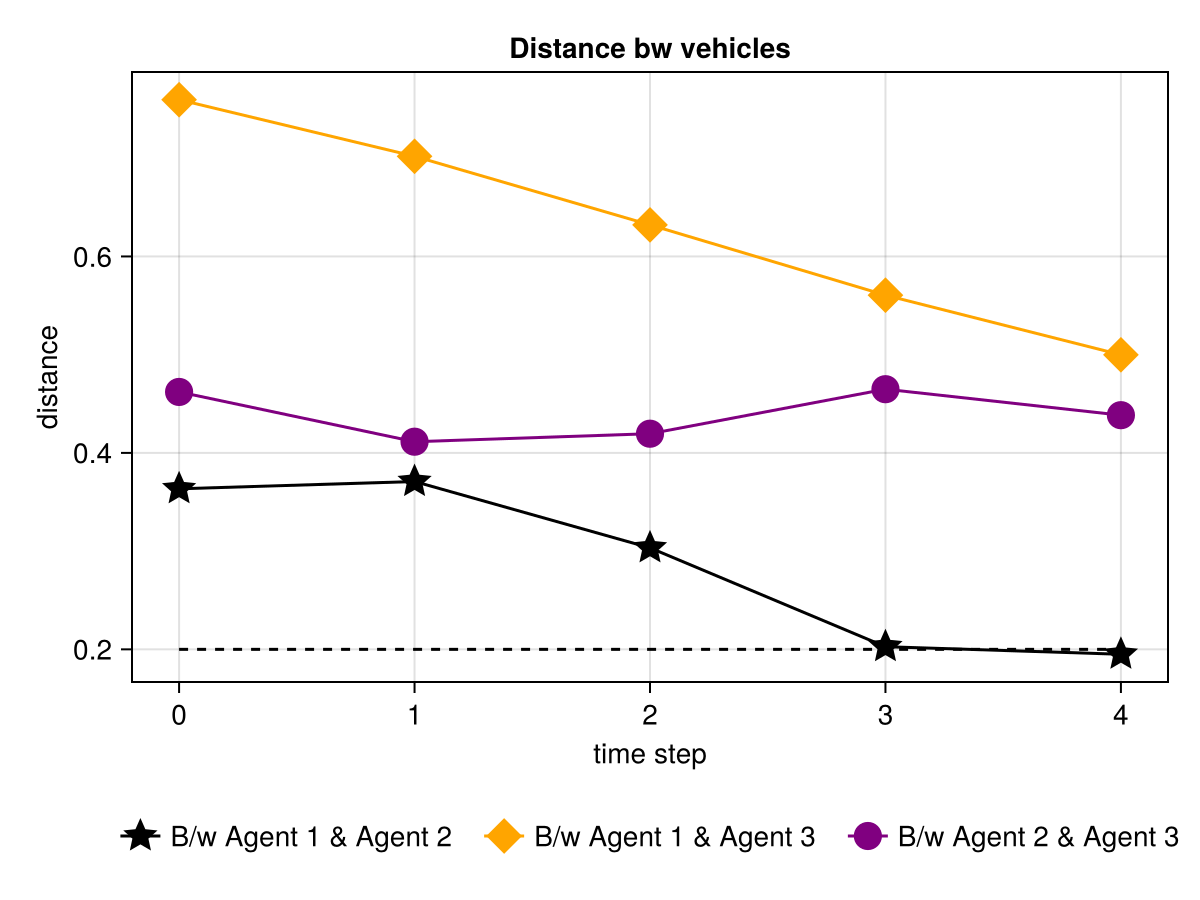 Distance bw vehicles
distance
0.6
0.4
0.2
0 1 2 3 4
time step
B/w Agent 1 & Agent 2 B/w Agent 1 & Agent 3 B/w Agent 2 & Agent 3